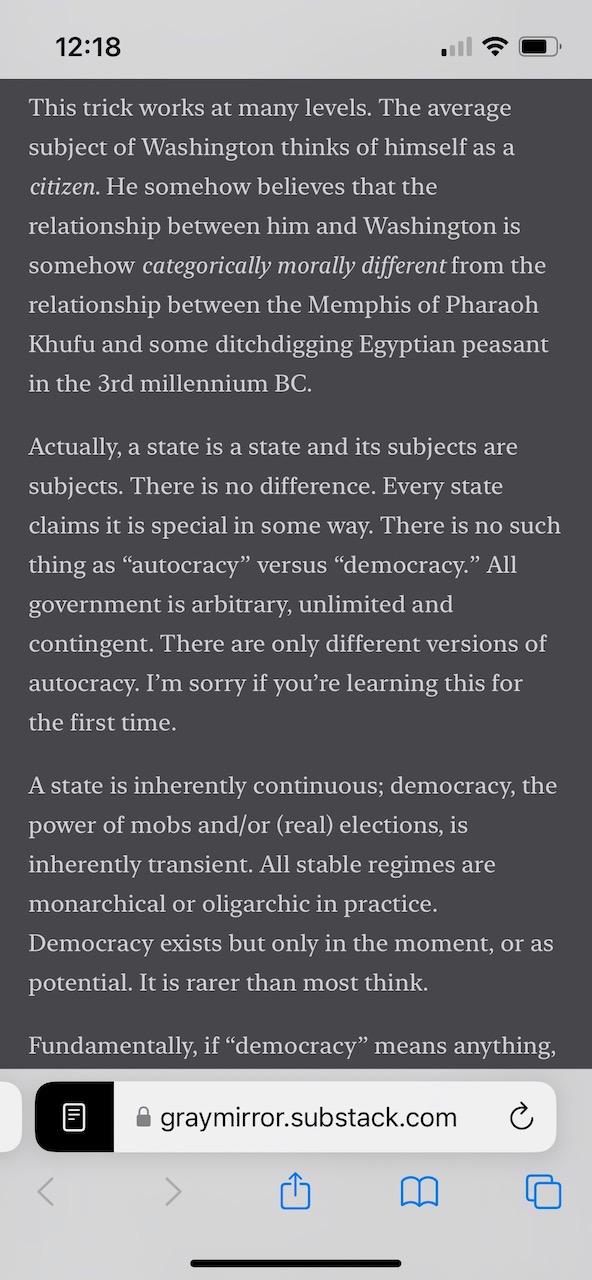 12:18
This trick works at many levels. The average
subject of Washington thinks of himself as a
citizen. He somehow believes that the
relationship between him and Washington is
somehow categorically morally different from the
relationship between the Memphis of Pharaoh
Khufu and some ditchdigging Egyptian peasant
in the 3rd millennium BC.
Actually, a state is a state and its subjects are
subjects. There is no difference. Every state
claims it is special in some way. There is no such
thing as “autocracy” versus “democracy.” All
government is arbitrary, unlimited and
contingent. There are only different versions of
autocracy. I’m sorry if you’re learning this for
the first time.
A state is inherently continuous; democracy, the
power of mobs and/or (real) elections, is
inherently transient. All stable regimes are
monarchical or oligarchic in practice.
Democracy exists but only in the moment, or as
potential. It is rarer than most think.
Fundamentally, if “democracy” means anything,
graymirror.substack.com